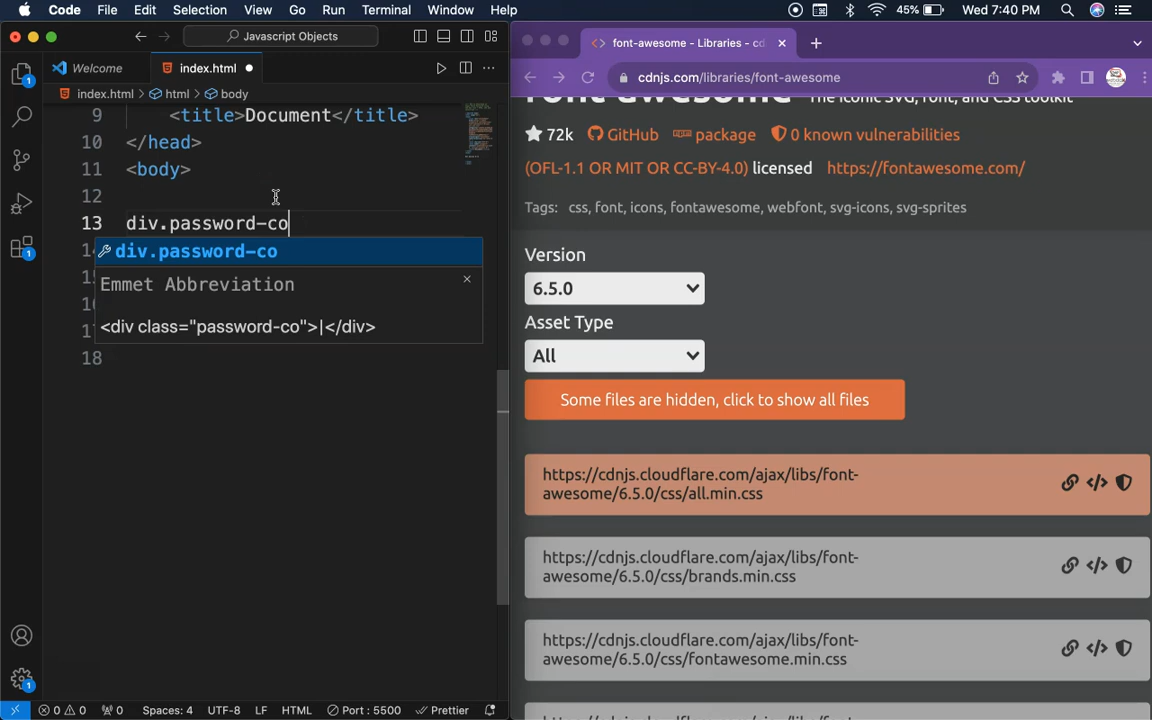 Code File Edit Selection View Go Run Terminal Window Help 45% Wed 7:40 PM
Javascript Objects
Welcome index.html
index.html > html > body
9 <title>Document</title>
10 </head>
11 <body>
12
13 div.password-co
div.password-co
Emmet Abbreviation
<div class="password-co">|</div>
18
0 0 0 Spaces: 4 UTF-8 LF HTML Port : 5500 Prettier
font-awesome - Libraries - cd
cdnjs.com/libraries/font-awesome
font-awesome The iconic SVG, font, and CSS toolkit
72k GitHub package 0 known vulnerabilities
(OFL-1.1 OR MIT OR CC-BY-4.0) licensed https://fontawesome.com/
Tags: css, font, icons, fontawesome, webfont, svg-icons, svg-sprites
Version
6.5.0
Asset Type
All
Some files are hidden, click to show all files
https://cdnjs.cloudflare.com/ajax/libs/font-
awesome/6.5.0/css/all.min.css
https://cdnjs.cloudflare.com/ajax/libs/font-
awesome/6.5.0/css/brands.min.css
https://cdnjs.cloudflare.com/ajax/libs/font-
awesome/6.5.0/css/fontawesome.min.css